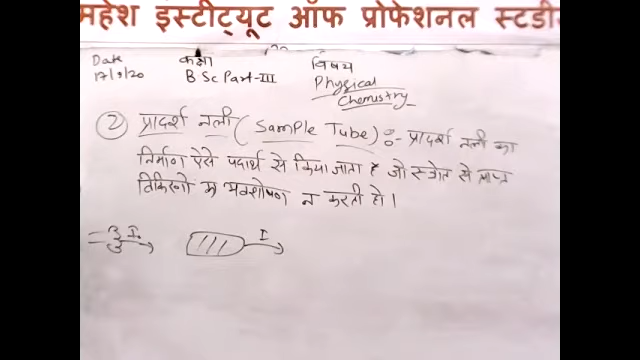 महेश इंस्टीट्यूट ऑफ प्रोफेशनल स्टडीस
Date कक्षा विषय
17/9/20 B Sc Part-III Physical
Chemistry
② प्रादर्श नली (Sample Tube) :- प्रादर्श नली का
निर्माण ऐसे पदार्थ से किया जाता है जो स्त्रोत से प्राप्त
विकिरणो का अवशोषण न करती हो।
I₀ I